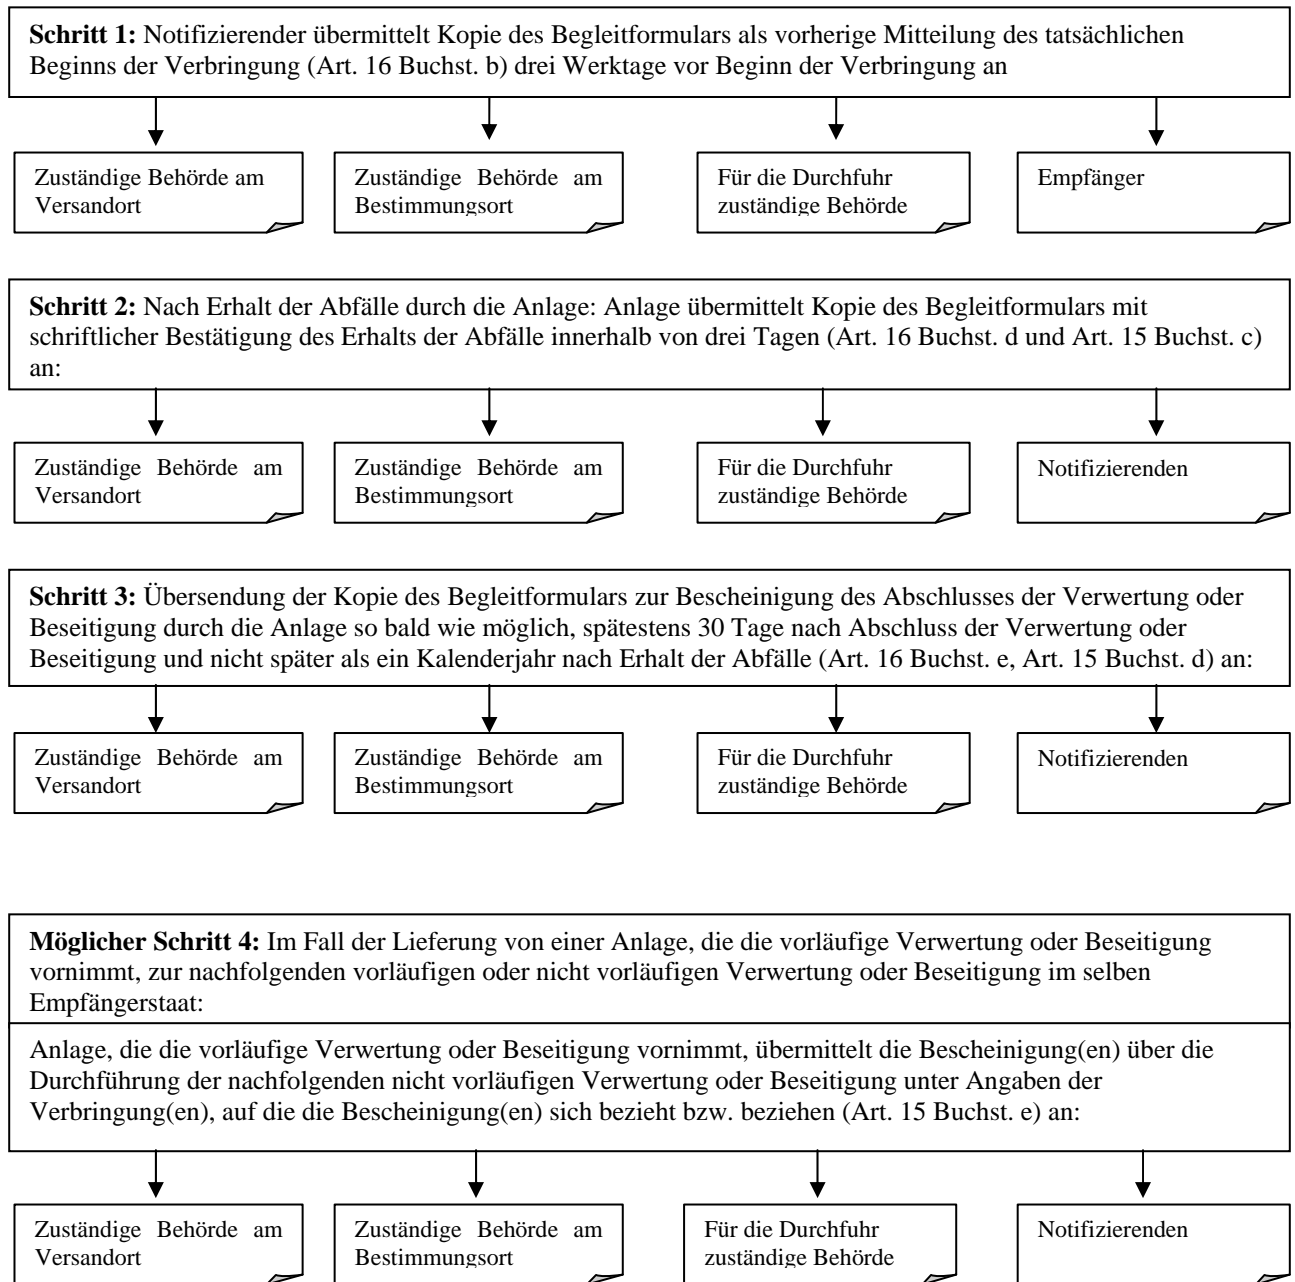 Schritt 1: Notifizierender übermittelt Kopie des Begleitformulars als vorherige Mitteilung des tatsächlichen
Beginns der Verbringung (Art. 16 Buchst. b) drei Werktage vor Beginn der Verbringung an
Zuständige Behörde am
Versandort
Zuständige Behörde am
Bestimmungsort
Für die Durchfuhr
zuständige Behörde
Empfänger
Schritt 2: Nach Erhalt der Abfälle durch die Anlage: Anlage übermittelt Kopie des Begleitformulars mit
schriftlicher Bestätigung des Erhalts der Abfälle innerhalb von drei Tagen (Art. 16 Buchst. d und Art. 15 Buchst. c)
an:
Zuständige Behörde am
Versandort
Zuständige Behörde am
Bestimmungsort
Für die Durchfuhr
zuständige Behörde
Notifizierenden
Schritt 3: Übersendung der Kopie des Begleitformulars zur Bescheinigung des Abschlusses der Verwertung oder
Beseitigung durch die Anlage so bald wie möglich, spätestens 30 Tage nach Abschluss der Verwertung oder
Beseitigung und nicht später als ein Kalenderjahr nach Erhalt der Abfälle (Art. 16 Buchst. e, Art. 15 Buchst. d) an:
Zuständige Behörde am
Versandort
Zuständige Behörde am
Bestimmungsort
Für die Durchfuhr
zuständige Behörde
Notifizierenden
Möglicher Schritt 4: Im Fall der Lieferung von einer Anlage, die die vorläufige Verwertung oder Beseitigung
vornimmt, zur nachfolgenden vorläufigen oder nicht vorläufigen Verwertung oder Beseitigung im selben
Empfängerstaat:
Anlage, die die vorläufige Verwertung oder Beseitigung vornimmt, übermittelt die Bescheinigung(en) über die
Durchführung der nachfolgenden nicht vorläufigen Verwertung oder Beseitigung unter Angaben der
Verbringung(en), auf die die Bescheinigung(en) sich bezieht bzw. beziehen (Art. 15 Buchst. e) an:
Zuständige Behörde am
Versandort
Zuständige Behörde am
Bestimmungsort
Für die Durchfuhr
zuständige Behörde
Notifizierenden